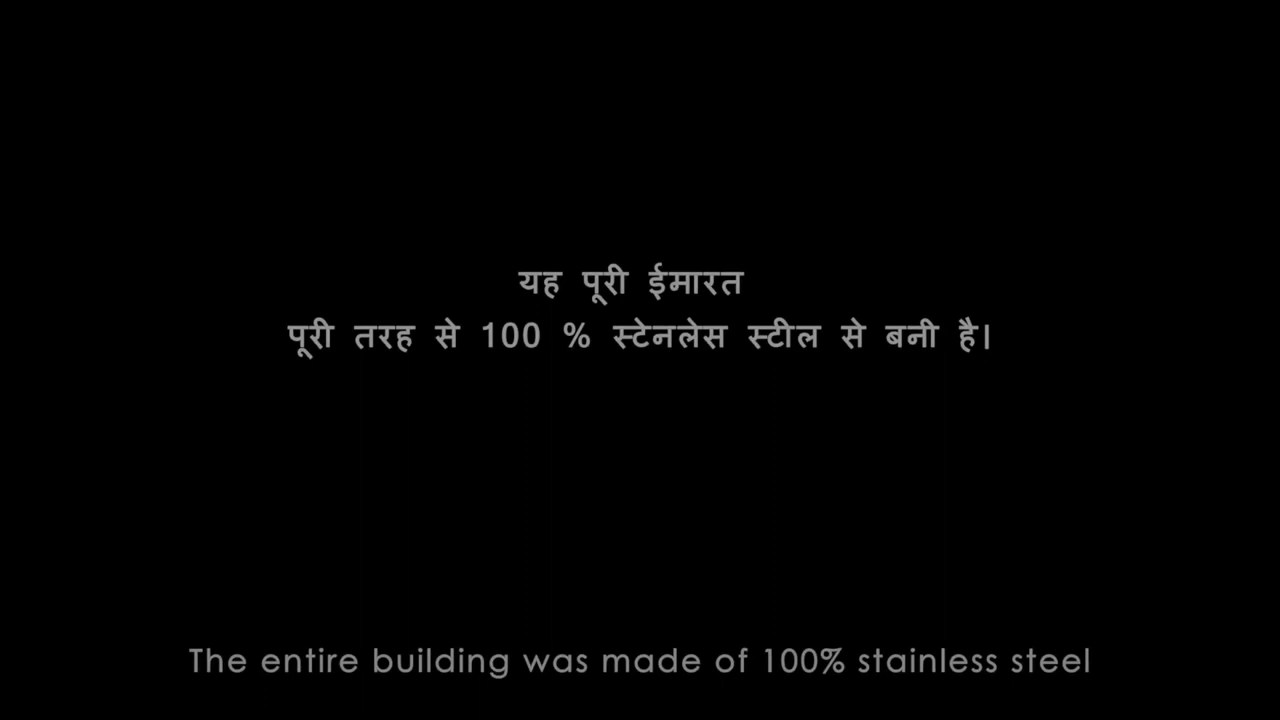 यह पूरी ईमारत
पूरी तरह से 100 % स्टेनलेस स्टील से बनी है।
The entire building was made of 100% stainless steel